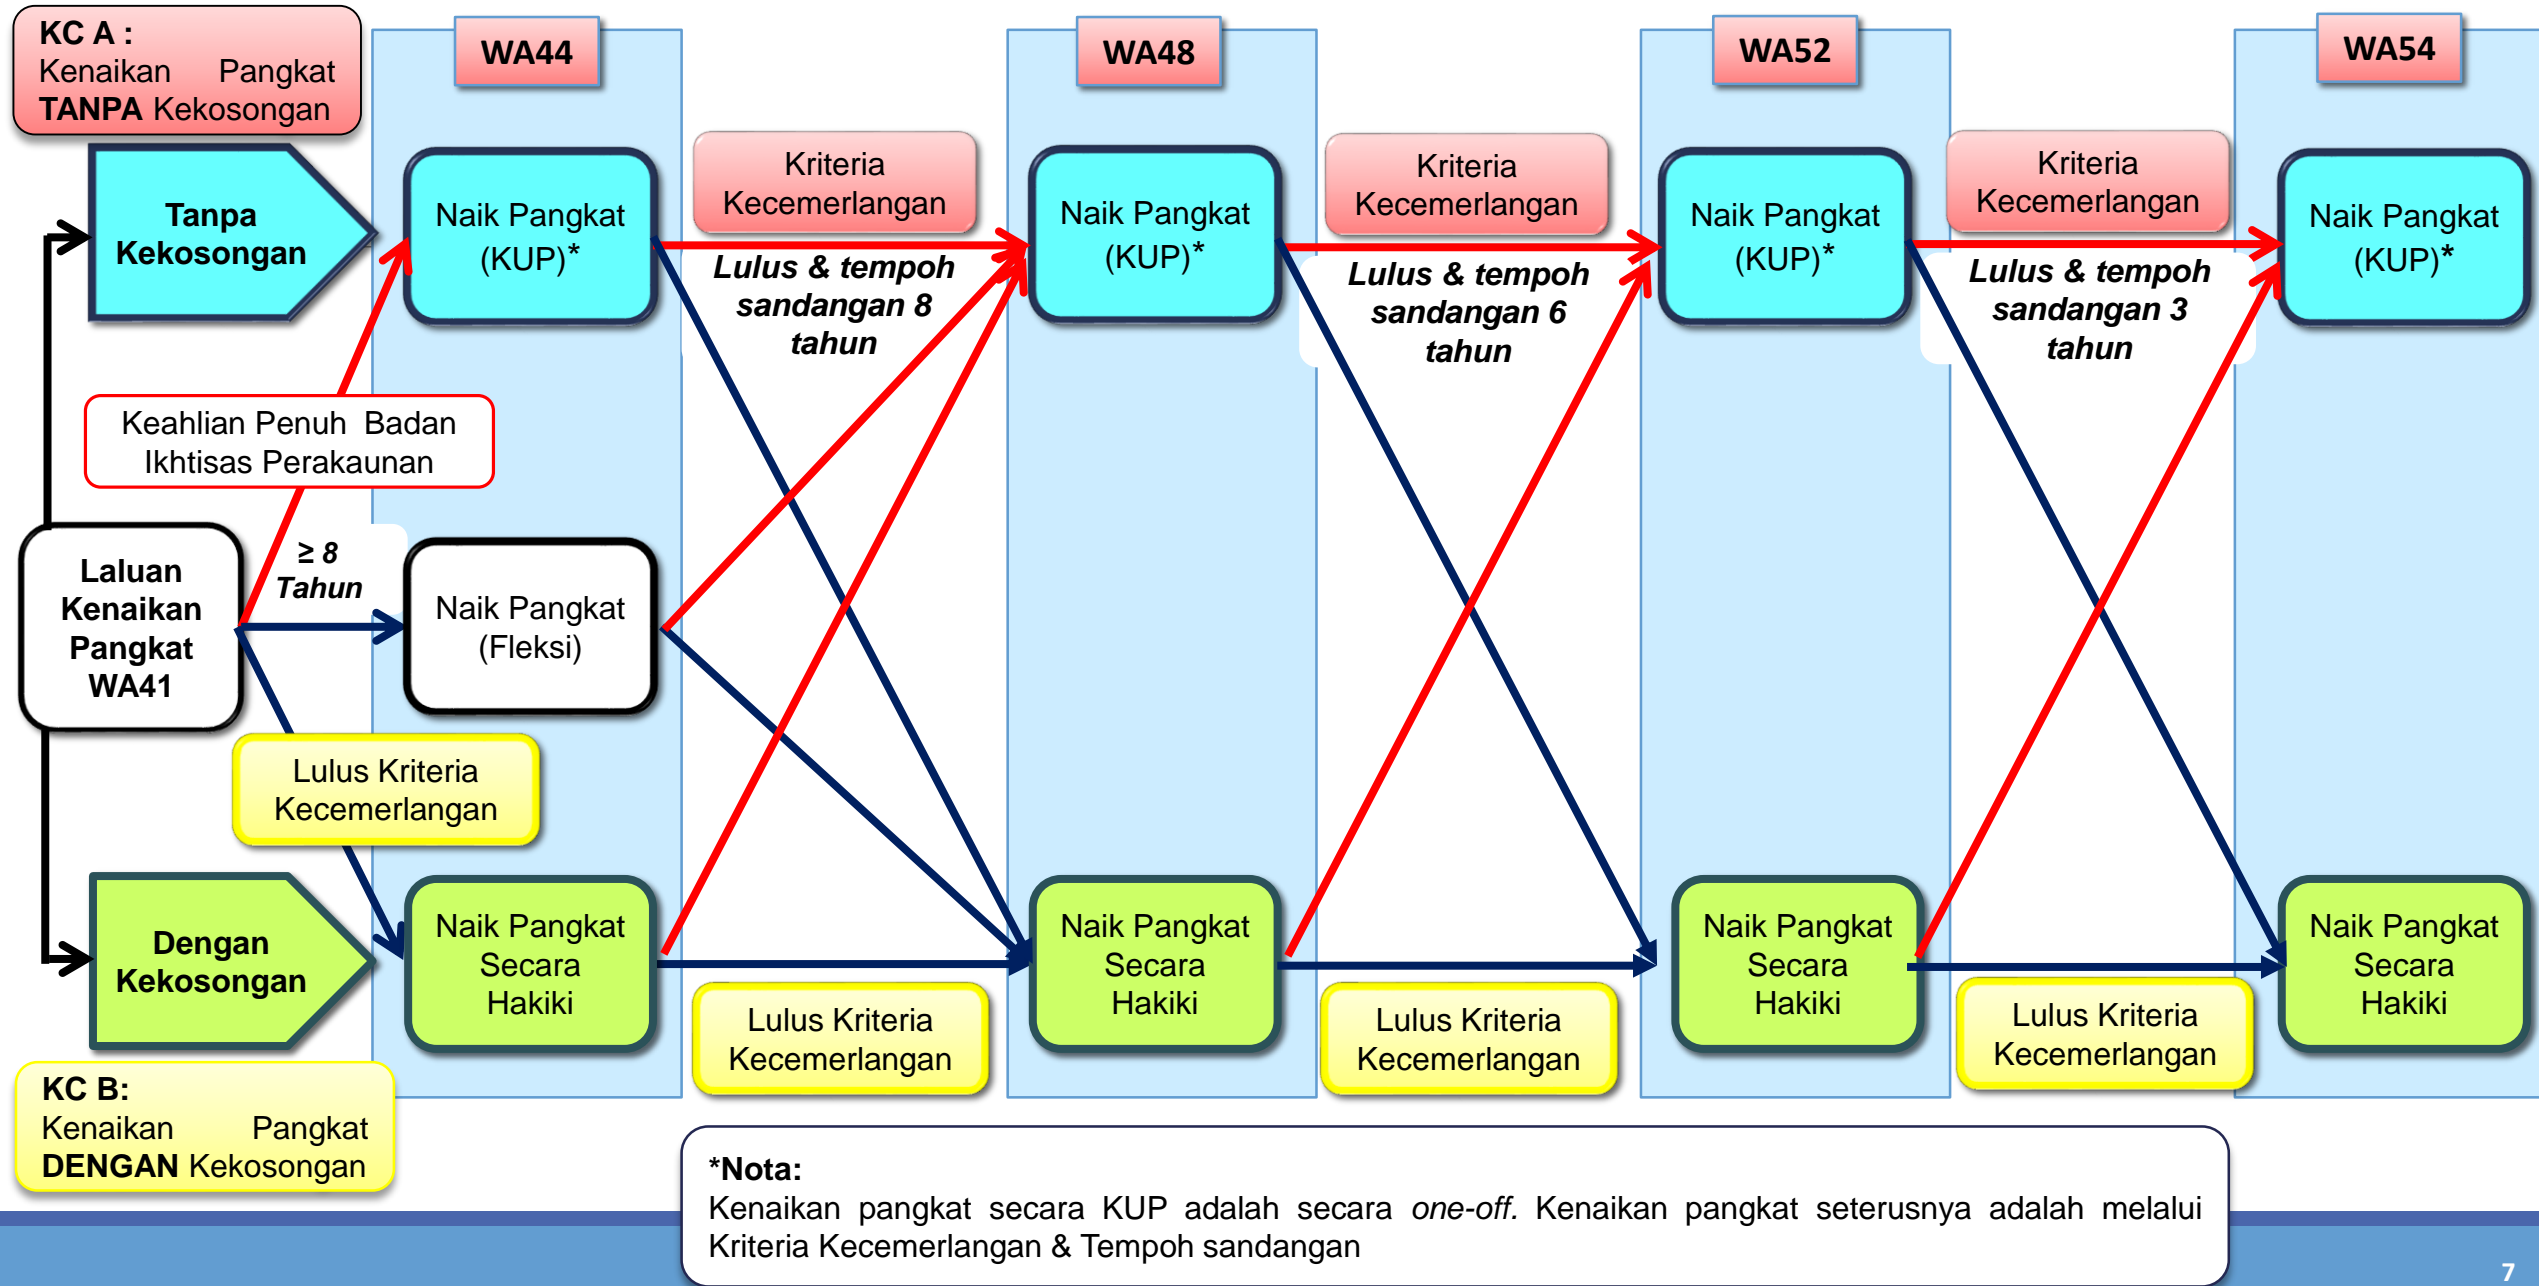 KC A :
Kenaikan Pangkat
TANPA Kekosongan
WA44
WA48
WA52
WA54
Tanpa
Kekosongan
Naik Pangkat
(KUP)*
Kriteria
Kecemerlangan
Lulus & tempoh
sandangan 8
tahun
Naik Pangkat
(KUP)*
Kriteria
Kecemerlangan
Lulus & tempoh
sandangan 6
tahun
Naik Pangkat
(KUP)*
Kriteria
Kecemerlangan
Lulus & tempoh
sandangan 3
tahun
Naik Pangkat
(KUP)*
Keahlian Penuh Badan
Ikhtisas Perakaunan
Laluan
Kenaikan
Pangkat
WA41
≥ 8
Tahun
Naik Pangkat
(Fleksi)
Lulus Kriteria
Kecemerlangan
Dengan
Kekosongan
Naik Pangkat
Secara
Hakiki
Lulus Kriteria
Kecemerlangan
Naik Pangkat
Secara
Hakiki
Lulus Kriteria
Kecemerlangan
Naik Pangkat
Secara
Hakiki
Lulus Kriteria
Kecemerlangan
Naik Pangkat
Secara
Hakiki
KC B:
Kenaikan Pangkat
DENGAN Kekosongan
*Nota:
Kenaikan pangkat secara KUP adalah secara one-off. Kenaikan pangkat seterusnya adalah melalui
Kriteria Kecemerlangan & Tempoh sandangan
7